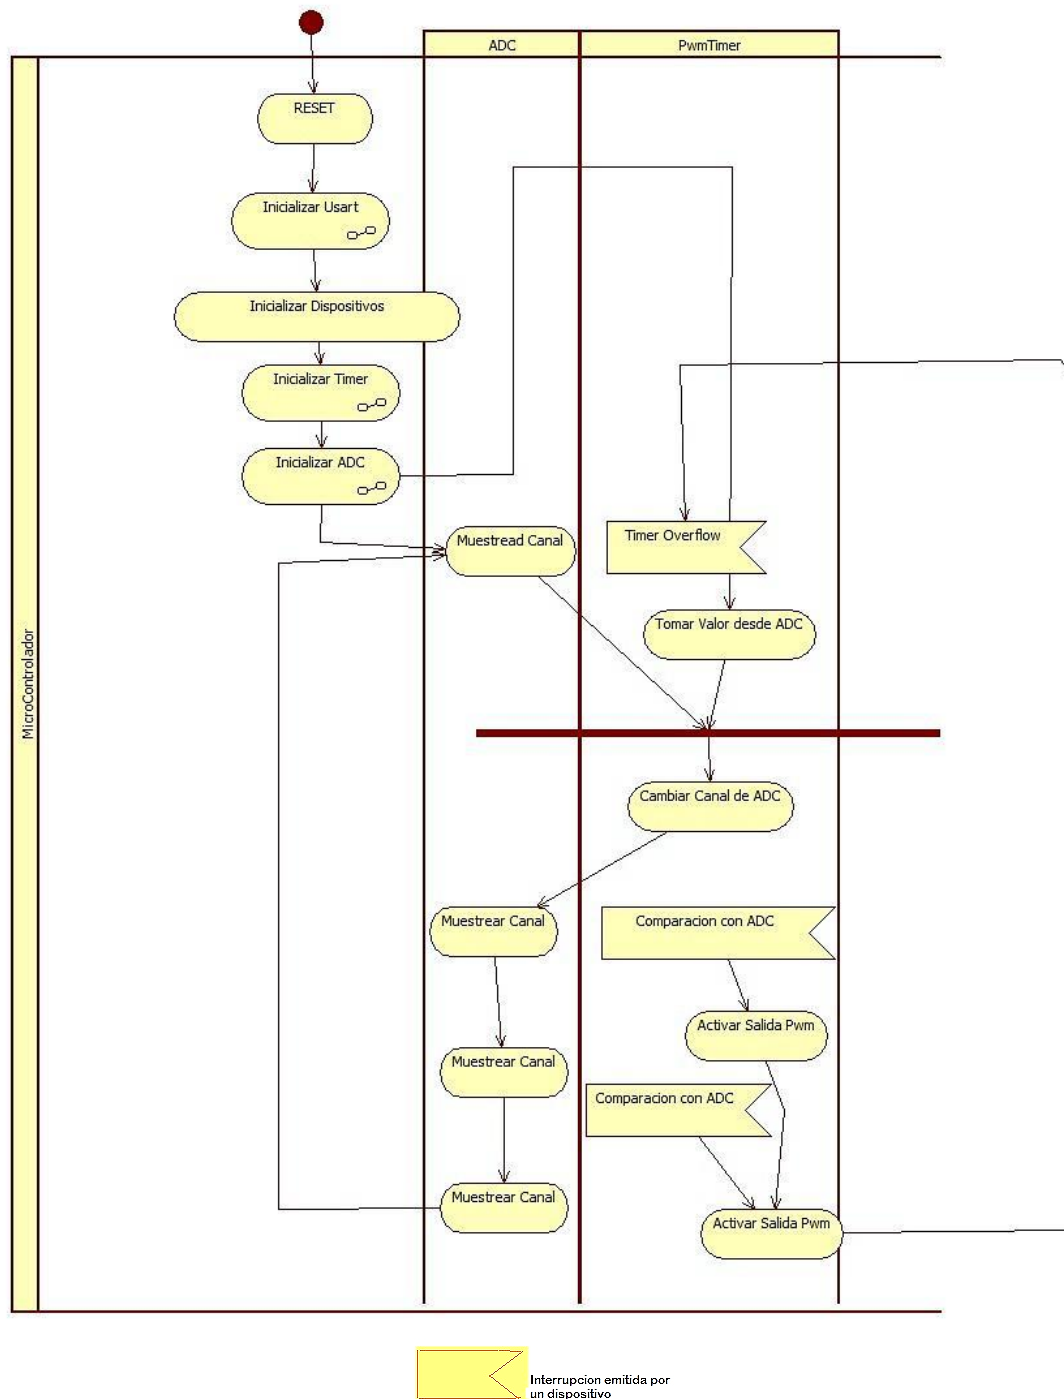 ADC
PwmTimer
MicroControlador
RESET
Inicializar Usart
Inicializar Dispositivos
Inicializar Timer
Inicializar ADC
Muestread Canal
Timer Overflow
Tomar Valor desde ADC
Cambiar Canal de ADC
Muestrear Canal
Comparacion con ADC
Activar Salida Pwm
Muestrear Canal
Comparacion con ADC
Muestrear Canal
Activar Salida Pwm
Interrupcion emitida por
un dispositivo